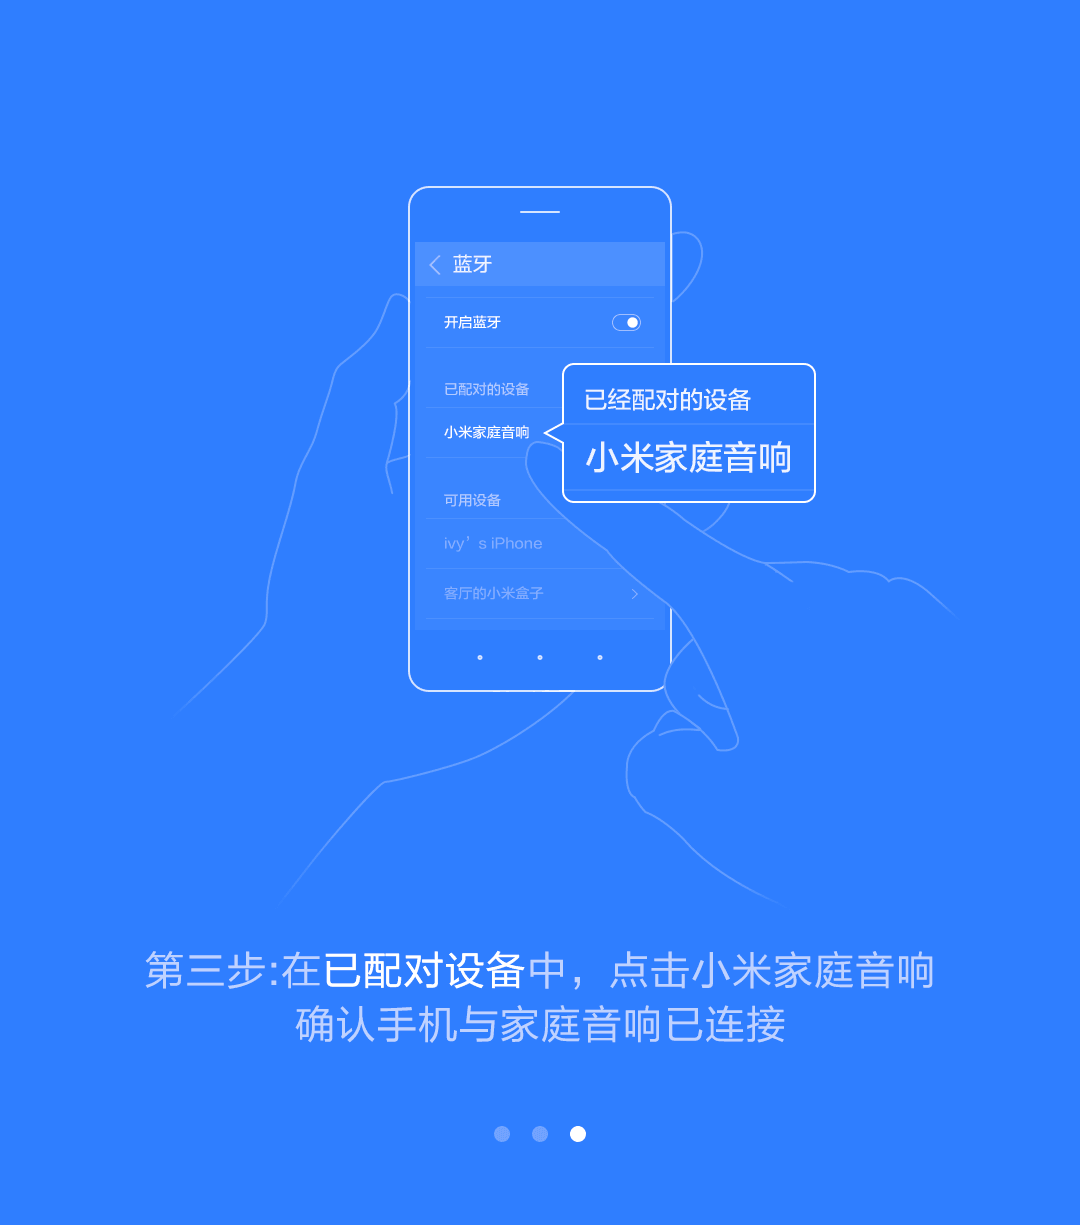 蓝牙
开启蓝牙
已配对的设备
小米家庭音响
已经配对的设备
小米家庭音响
可用设备
ivy’s iPhone
客厅的小米盒子
第三步:在已配对设备中，点击小米家庭音响
确认手机与家庭音响已连接